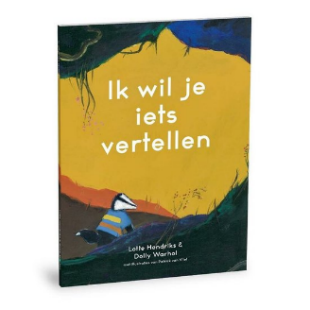 Ik wil je
iets
vertellen
Lotte Hendriks &
Dolly Warhol